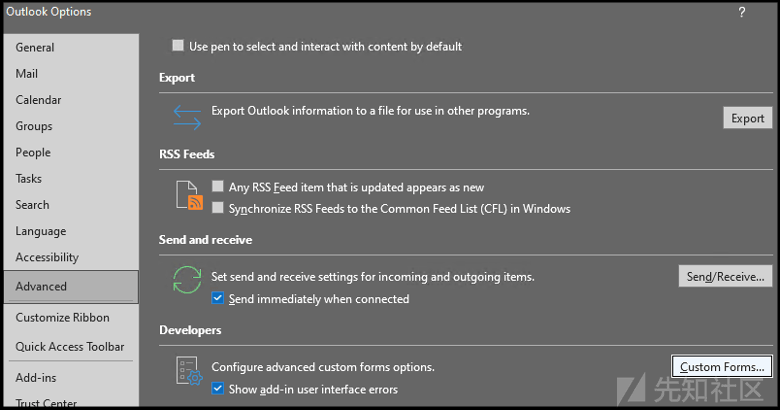 Outlook Options
?
General
Mail
Calendar
Groups
People
Tasks
Search
Language
Accessibility
Advanced
Customize Ribbon
Quick Access Toolbar
Add-ins
Trust Center
Use pen to select and interact with content by default
Export
Export Outlook information to a file for use in other programs.
Export
RSS Feeds
Any RSS Feed item that is updated appears as new
Synchronize RSS Feeds to the Common Feed List (CFL) in Windows
Send and receive
Set send and receive settings for incoming and outgoing items.
Send/Receive...
Send immediately when connected
Developers
Configure advanced custom forms options.
Custom Forms...
Show add-in user interface errors
先知社区